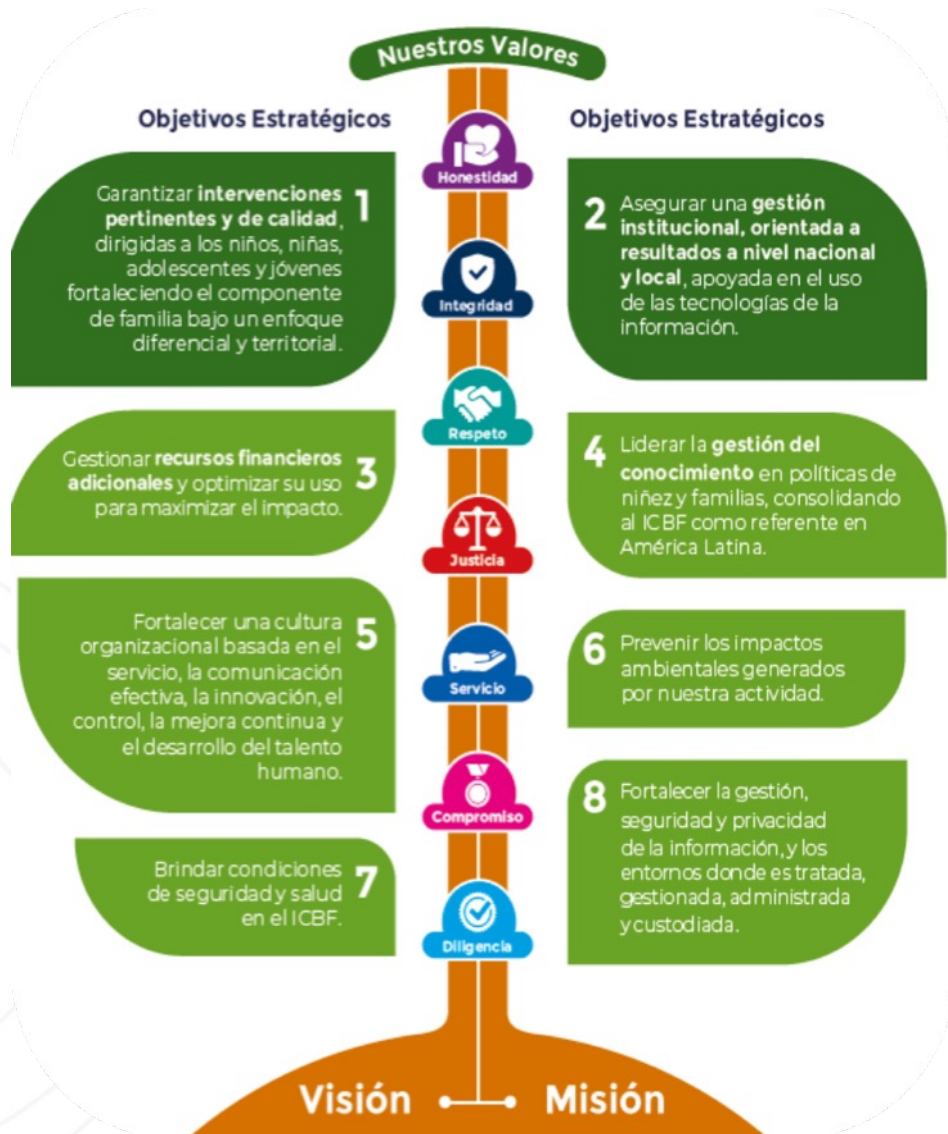 Nuestros Valores
Objetivos Estratégicos
Objetivos Estratégicos
Honestidad
Garantizar intervenciones
pertinentes y de calidad,
dirigidas a los niños, niñas,
adolescentes y jóvenes
fortaleciendo el componente
de familia bajo un enfoque
diferencial y territorial.
1
2
Asegurar una gestión
institucional, orientada a
resultados a nivel nacional
y local, apoyada en el uso
de las tecnologías de la
información.
Integridad
Respeto
Gestionar recursos financieros
adicionales y optimizar su uso
para maximizar el impacto.
3
4
Liderar la gestión del
conocimiento en políticas de
niñez y familias, consolidando
al ICBF como referente en
América Latina.
Justicia
Fortalecer una cultura
organizacional basada en el
servicio, la comunicación
efectiva, la innovación, el
control, la mejora continua y
el desarrollo del talento
humano.
5
6
Prevenir los impactos
ambientales generados
por nuestra actividad.
Servicio
Compromiso
Brindar condiciones
de seguridad y salud
en el ICBF.
7
8
Fortalecer la gestión,
seguridad y privacidad
de la información, y los
entornos donde es tratada,
gestionada, administrada
y custodiada.
Diligencia
Visión
Misión